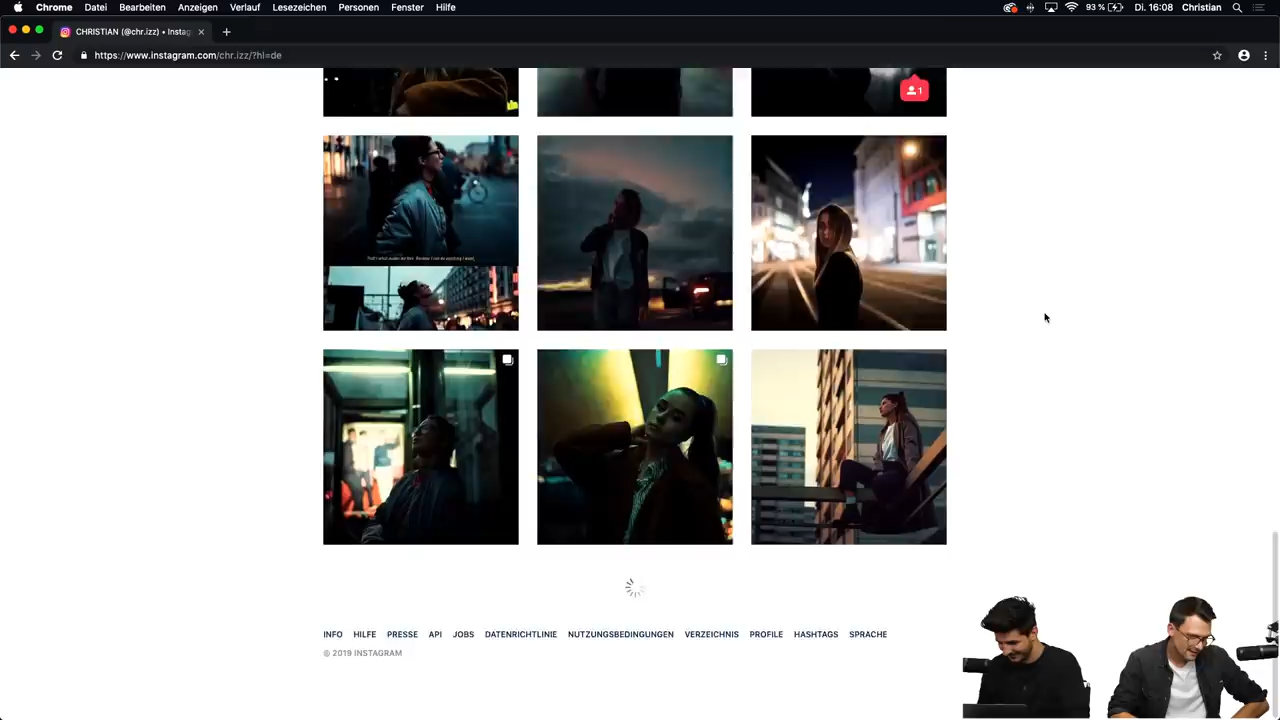 Chrome Datei Bearbeiten Anzeigen Verlauf Lesezeichen Personen Fenster Hilfe 93 % Di. 16:08 Christian
CHRISTIAN (@chr.izz) • Instag
https://www.instagram.com/chr.izz/?hl=de
1
INFO HILFE PRESSE API JOBS DATENRICHTLINIE NUTZUNGSBEDINGUNGEN VERZEICHNIS PROFILE HASHTAGS SPRACHE
© 2019 INSTAGRAM